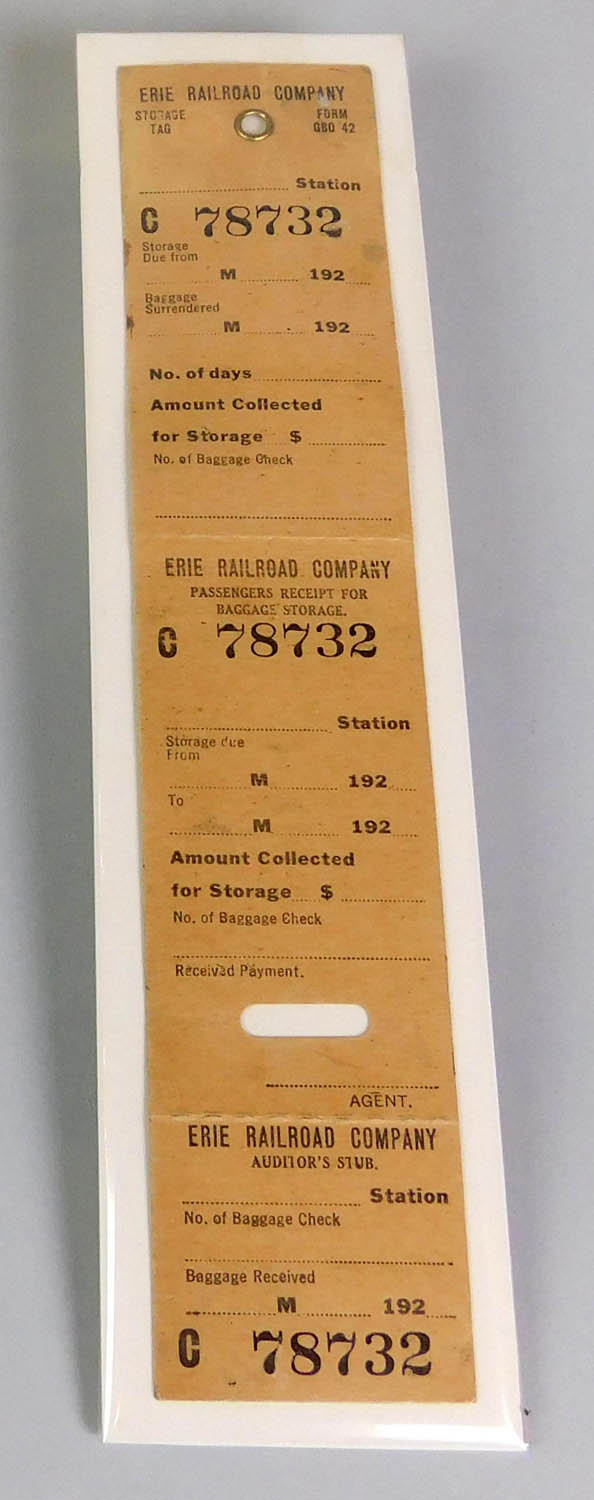 ERIE RAILROAD COMPANY
STORAGE TAG FORM GBO 42
Station
C 78732
Storage
Due from
M 192
Baggage
Surrendered
M 192
No. of days
Amount Collected
for Storage $
No. of Baggage Check
ERIE RAILROAD COMPANY
PASSENGERS RECEIPT FOR
BAGGAGE STORAGE.
C 78732
Station
Storage due
From
M 192
To
M 192
Amount Collected
for Storage $
No. of Baggage Check
Received Payment.
AGENT.
ERIE RAILROAD COMPANY
AUDITOR'S STUB.
Station
No. of Baggage Check
Baggage Received
M 192
C 78732